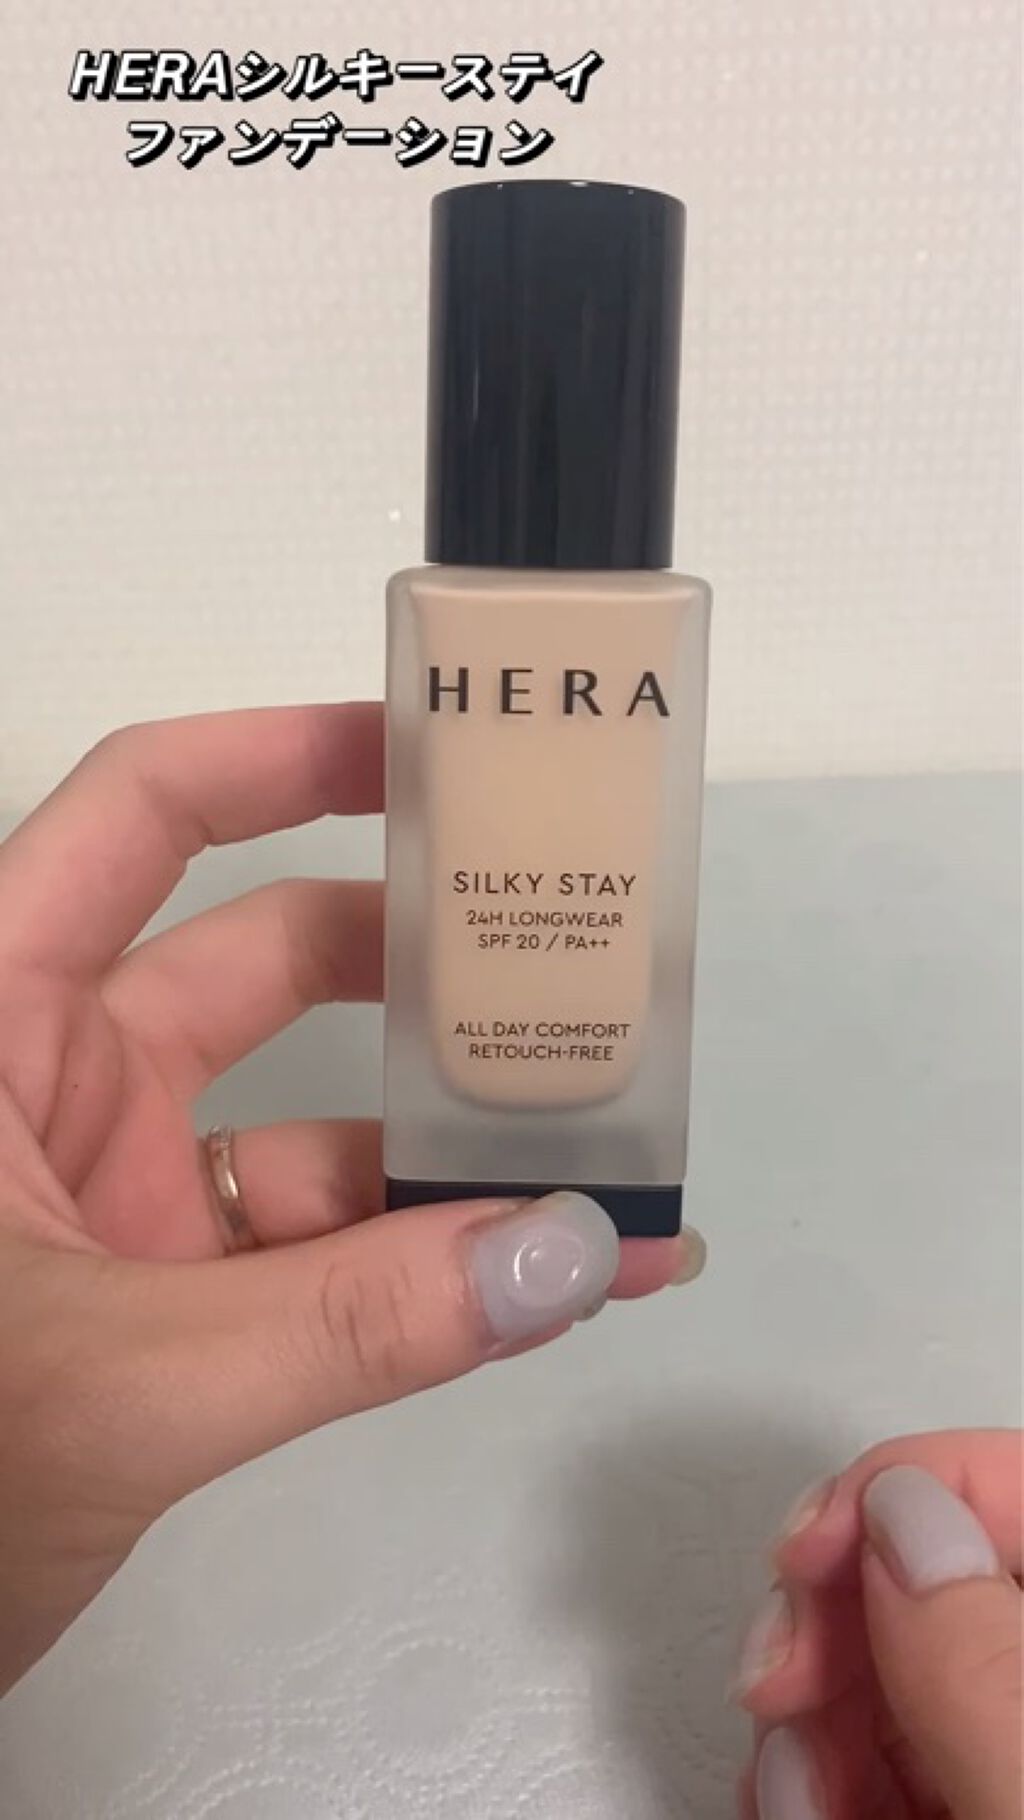 HERAシルキーステイ
ファンデーション
HERA
SILKY STAY
24H LONGWEAR
SPF 20 / PA++
ALL DAY COMFORT
RETOUCH-FREE